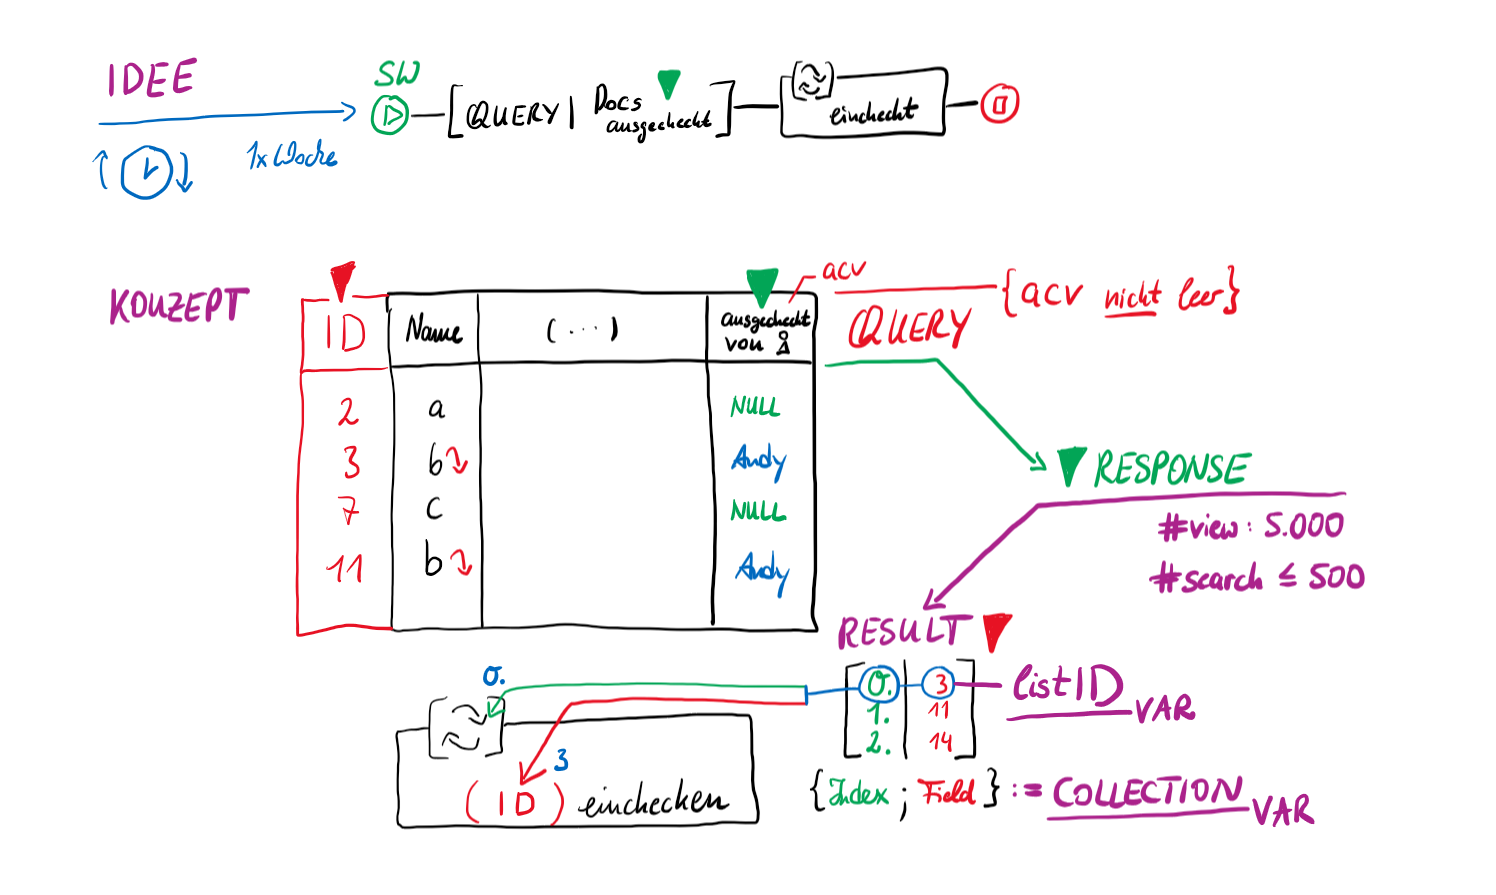 IDEE
SW
1x Woche
[QUERY | Docs ausgecheckt]
eincheckt
KONZEPT
acv
{acv nicht leer}
QUERY
ID Name (...) ausgecheckt von
2 a NULL
3 b Andy
7 c NULL
11 b Andy
RESPONSE
#view: 5.000
#search ≤ 500
RESULT
0. 3
1. 11
2. 14
listID VAR
0.
3
(ID) einchecken
{Index ; Field} := COLLECTION VAR